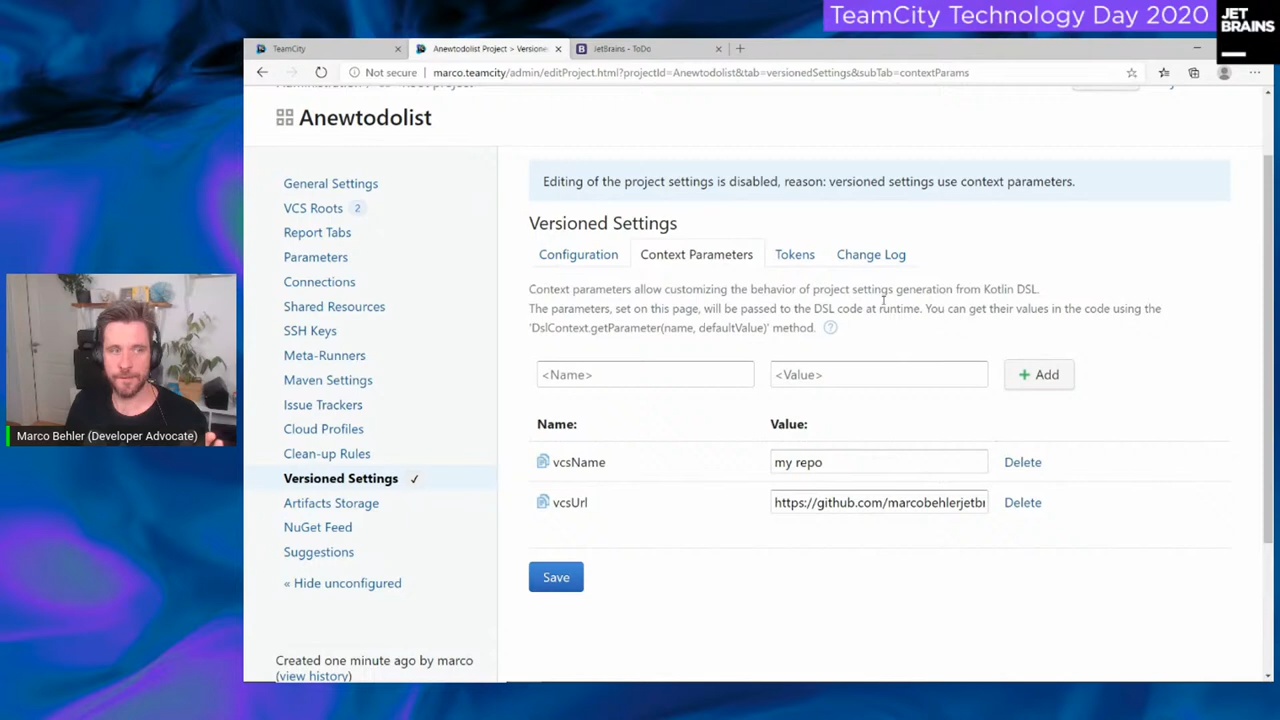 TeamCity Technology Day 2020
JET
BRAINS
TeamCity
Anewtodolist Project > Versione
JetBrains - ToDo
Not secure
marco.teamcity/admin/editProject.html?projectId=Anewtodolist&tab=versionedSettings&subTab=contextParams
Anewtodolist
General Settings
VCS Roots 2
Report Tabs
Parameters
Connections
Shared Resources
SSH Keys
Meta-Runners
Maven Settings
Issue Trackers
Cloud Profiles
Clean-up Rules
Versioned Settings ✓
Artifacts Storage
NuGet Feed
Suggestions
« Hide unconfigured
Created one minute ago by marco
(view history)
Editing of the project settings is disabled, reason: versioned settings use context parameters.
Versioned Settings
Configuration Context Parameters Tokens Change Log
Context parameters allow customizing the behavior of project settings generation from Kotlin DSL.
The parameters, set on this page, will be passed to the DSL code at runtime. You can get their values in the code using the
'DslContext.getParameter(name, defaultValue)' method. ?
<Name> <Value> + Add
Name: Value:
vcsName my repo Delete
vcsUrl https://github.com/marcobehlerjetb Delete
Save
Marco Behler (Developer Advocate)